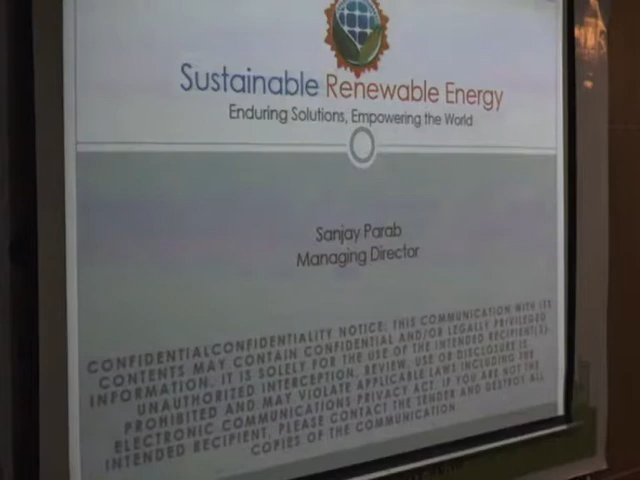 Sustainable Renewable Energy
Enduring Solutions, Empowering the World
Sanjay Parab
Managing Director
CONFIDENTIALCONFIDENTIALITY NOTICE: THIS COMMUNICATION WITH ITS
CONTENTS MAY CONTAIN CONFIDENTIAL AND/OR LEGALLY PRIVILEGED
INFORMATION. IT IS SOLELY FOR THE USE OF THE INTENDED RECIPIENT(S).
UNAUTHORIZED INTERCEPTION, REVIEW, USE OR DISCLOSURE IS
PROHIBITED AND MAY VIOLATE APPLICABLE LAWS INCLUDING THE
ELECTRONIC COMMUNICATIONS PRIVACY ACT. IF YOU ARE NOT THE
INTENDED RECIPIENT, PLEASE CONTACT THE SENDER AND DESTROY ALL
COPIES OF THE COMMUNICATION.